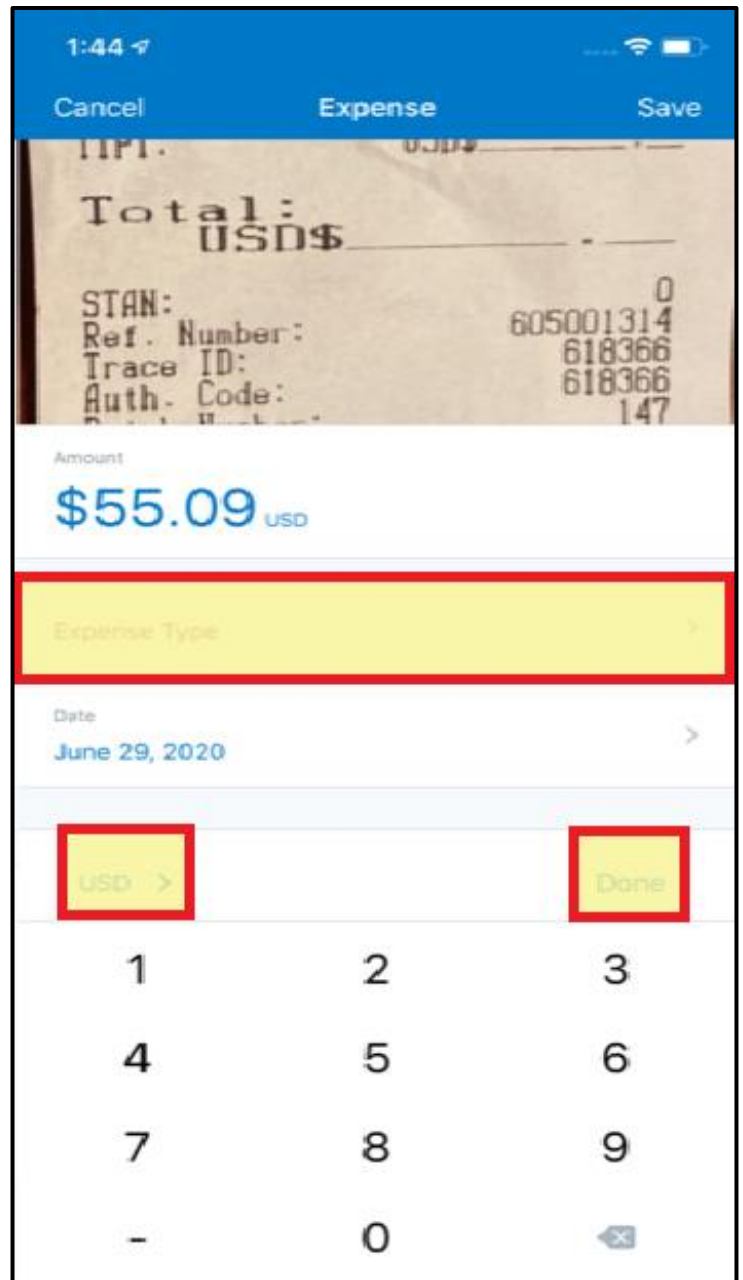 1:44
Cancel Expense Save
Total:
USD$ . 
STAN: 0
Ref. Number: 605001314
Trace ID: 618366
Auth. Code: 618366
147
Amount
$55.09 USD
Expense Type >
Date
June 29, 2020 >
USD > Done
1 2 3
4 5 6
7 8 9
- 0